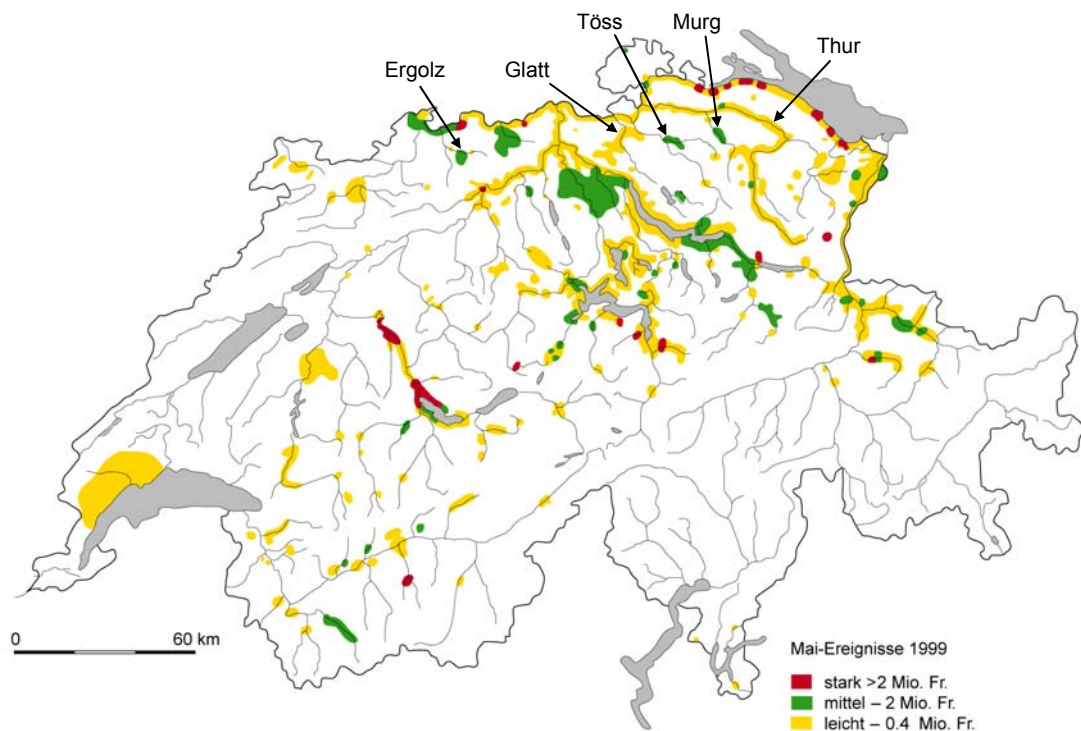 Töss
Murg
Ergolz
Glatt
Thur
0 60 km
Mai-Ereignisse 1999
stark >2 Mio. Fr.
mittel – 2 Mio. Fr.
leicht – 0.4 Mio. Fr.